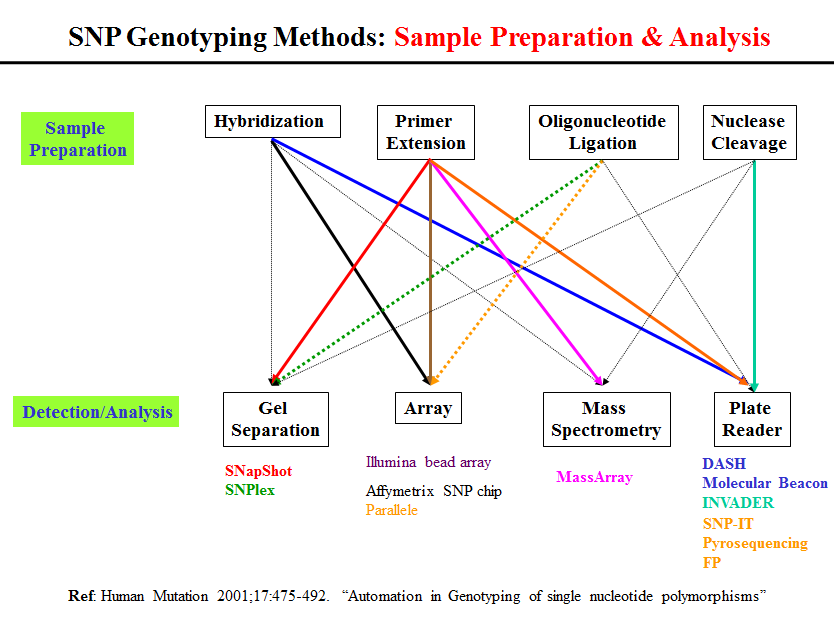 SNP Genotyping Methods: Sample Preparation & Analysis
Sample
Preparation
Hybridization
Primer
Extension
Oligonucleotide
Ligation
Nuclease
Cleavage
Detection/Analysis
Gel
Separation
Array
Mass
Spectrometry
Plate
Reader
SNapShot
SNPlex
Illumina bead array
Affymetrix SNP chip
Parallele
MassArray
DASH
Molecular Beacon
INVADER
SNP-IT
Pyrosequencing
FP
Ref: Human Mutation 2001;17:475-492. “Automation in Genotyping of single nucleotide polymorphisms”